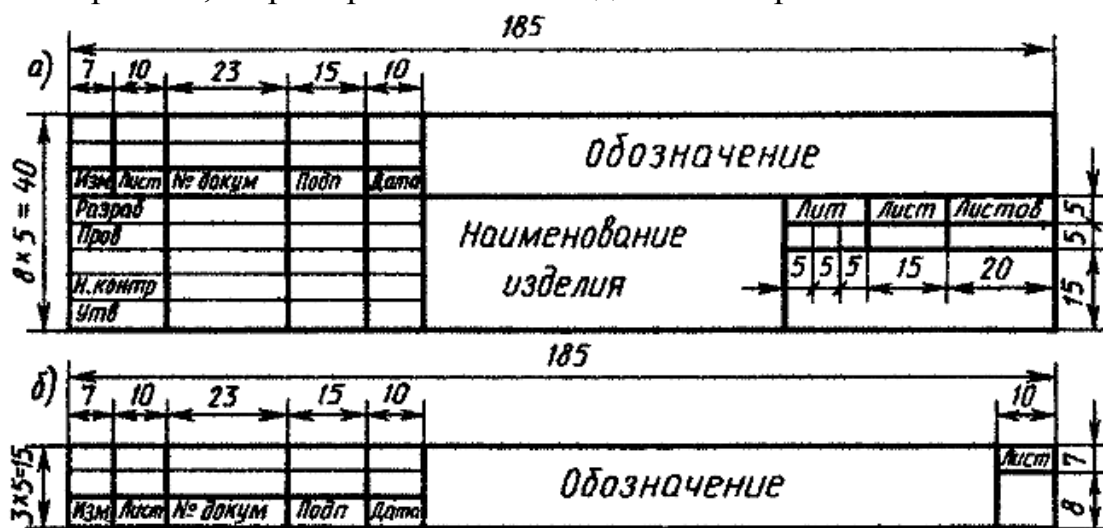 185
а) 7 10 23 15 10
8 × 5 = 40
Обозначение
Изм Лист № докум Подп Дата
Разраб
Пров
Н.контр
Утв
Наименование
изделия
Лит Лист Листов
5
5
15
5 5 5 15 20
185
б) 7 10 23 15 10 10
3×5=15
Обозначение
Лист
7
8
Изм Лист № докум Подп Дата